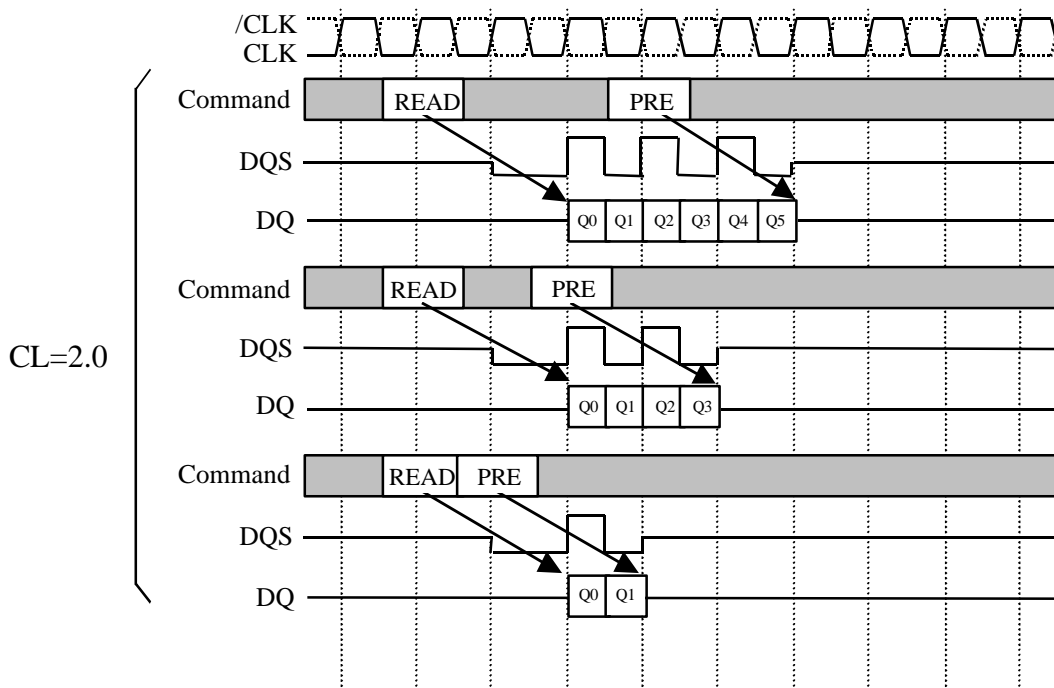 /CLK
CLK
Command READ PRE
DQS
DQ Q0 Q1 Q2 Q3 Q4 Q5
Command READ PRE
CL=2.0
DQS
DQ Q0 Q1 Q2 Q3
Command READ PRE
DQS
DQ Q0 Q1